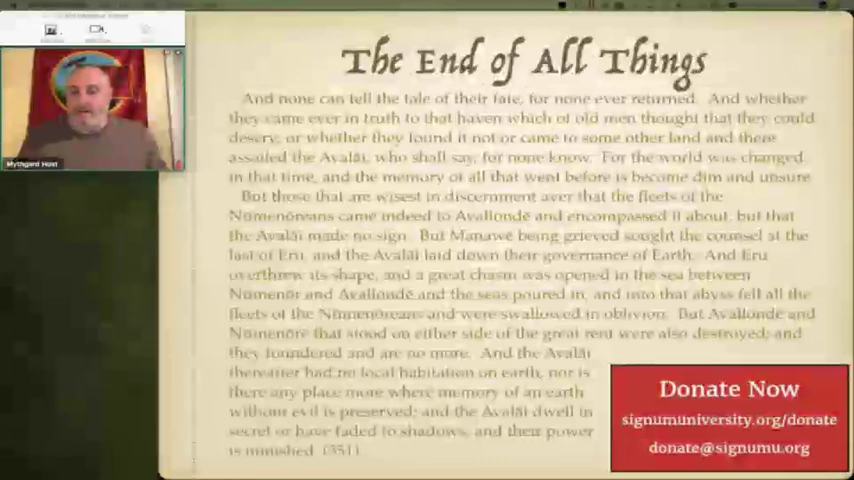 The End of All Things
And none can tell the tale of their fate, for none ever returned. And whether
they came ever in truth to that haven which of old men thought that they could
descry; or whether they found it not or came to some other land and there
assailed the Avalāi, who shall say, for none know. For the world was changed
in that time, and the memory of all that went before is become dim and unsure.
But those that are wisest in discernment aver that the fleets of the
Númenóreans came indeed to Avallondë and encompassed it about, but that
the Avalāi made no sign. But Manawë being grieved sought the counsel at the
last of Eru, and the Avalāi laid down their governance of Earth. And Eru
overthrew its shape, and a great chasm was opened in the sea between
Númenor and Avallondë and the seas poured in, and into that abyss fell all the
fleets of the Númenóreans and were swallowed in oblivion. But Avallondë and
Númenórë that stood on either side of the great rent were also destroyed; and
they foundered and are no more. And the Avalāi
thereafter had no local habitation on earth, nor is
there any place more where memory of an earth
without evil is preserved; and the Avalāi dwell in
secret or have faded to shadows, and their power
is minished. (351)
Mythgard Host
Donate Now
signumuniversity.org/donate
donate@signumu.org